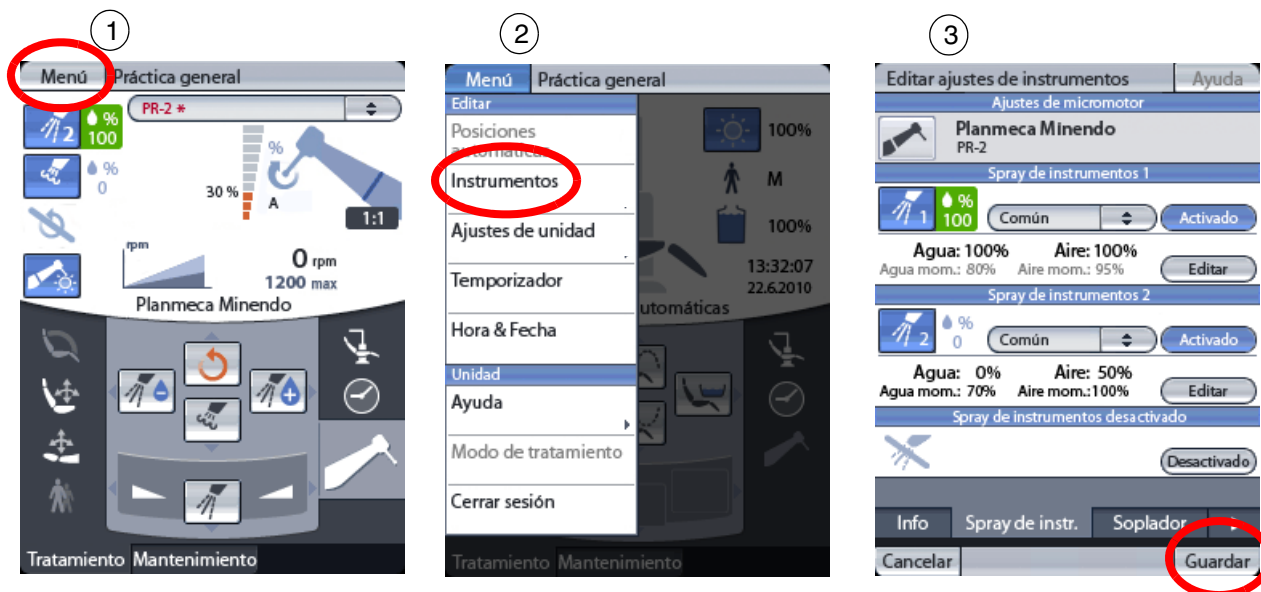 1
Menú Práctica general
PR-2 *
2 % 100
%
% 0
30 %
A
1:1
rpm
0 rpm
1200 max
Planmeca Minendo
Tratamiento Mantenimiento
2
Menú Práctica general
Editar
Posiciones
automáticas
100%
Instrumentos
M
Ajustes de unidad
100%
Temporizador
13:32:07
22.6.2010
utomáticas
Hora & Fecha
Unidad
Ayuda
Modo de tratamiento
Cerrar sesión
Tratamiento Mantenimiento
3
Editar ajustes de instrumentos Ayuda
Ajustes de micromotor
Planmeca Minendo
PR-2
Spray de instrumentos 1
1 % 100 Común Activado
Agua: 100% Aire: 100%
Agua mom.: 80% Aire mom.: 95% Editar
Spray de instrumentos 2
2 % 0 Común Activado
Agua: 0% Aire: 50%
Agua mom.: 70% Aire mom.:100% Editar
Spray de instrumentos desactivado
Desactivado
Info Spray de instr. Soplador
Cancelar Guardar